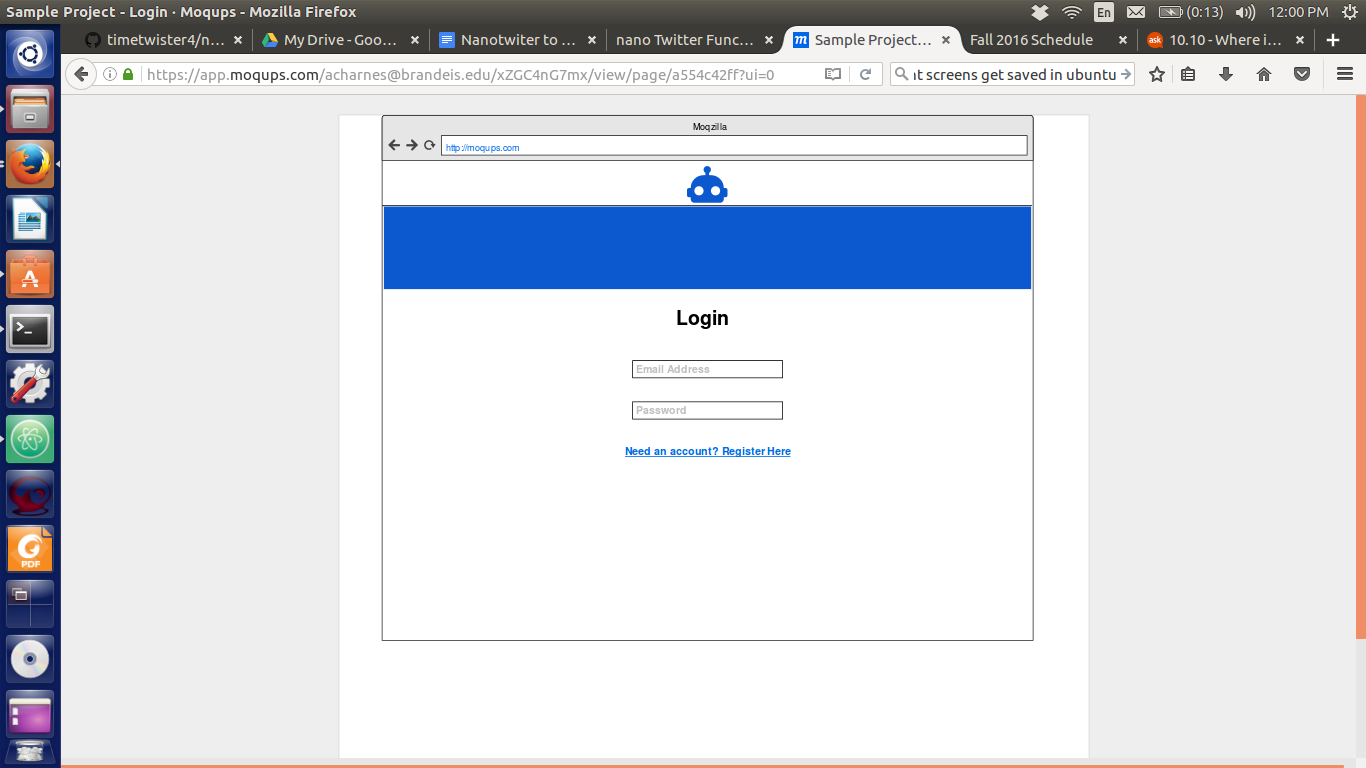 Sample Project - Login · Moqups - Mozilla Firefox
En
(0:13)
12:00 PM
timetwister4/n...
My Drive - Goo...
Nanotwiter to ...
nano Twitter Func...
Sample Project...
Fall 2016 Schedule
ask
10.10 - Where i...
https://app.moqups.com/acharnes@brandeis.edu/xZGC4nG7mx/view/page/a554c42ff?ui=0
t screens get saved in ubuntu
Moqzilla
http://moqups.com
Login
Email Address
Password
Need an account? Register Here
PDF